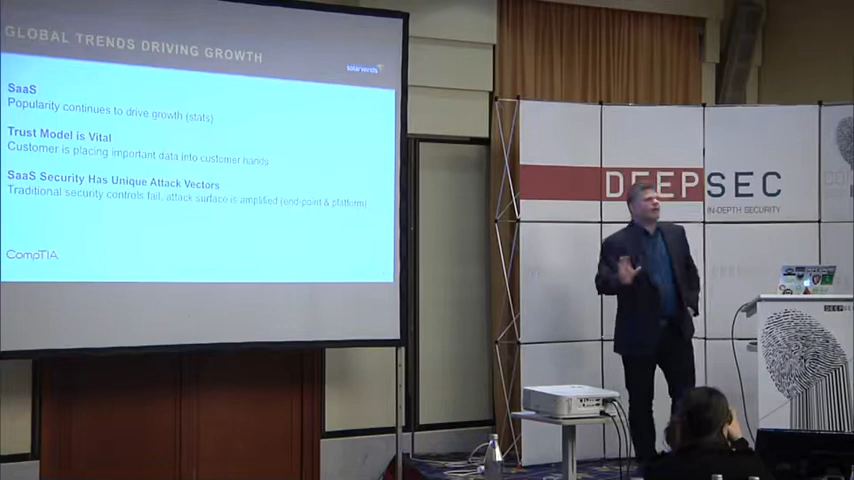 GLOBAL TRENDS DRIVING GROWTH
solarwinds
SaaS
Popularity continues to drive growth (stats)
Trust Model is Vital
Customer is placing important data into customer hands
SaaS Security Has Unique Attack Vectors
Traditional security controls fail, attack surface is amplified (end-point & platform)
CompTIA
DEEPSEC
IN-DEPTH SECURITY
DEEPSEC